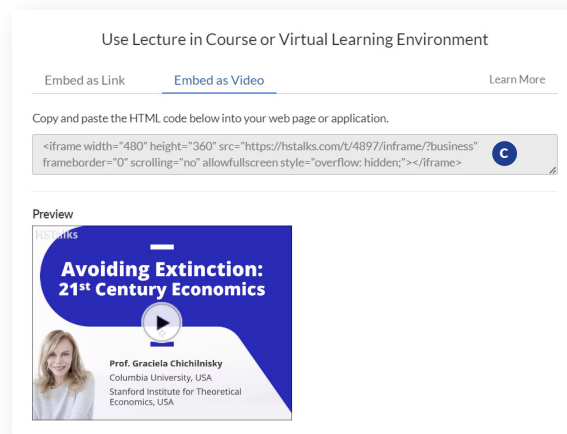 Use Lecture in Course or Virtual Learning Environment
Embed as Link Embed as Video Learn More
Copy and paste the HTML code below into your web page or application.
<iframe width="480" height="360" src="https://hstalks.com/t/4897/inframe/?business"
frameborder="0" scrolling="no" allowfullscreen style="overflow: hidden;"></iframe>
C
Preview
HSTalks
Avoiding Extinction:
21st Century Economics
Prof. Graciela Chichilnisky
Columbia University, USA
Stanford Institute for Theoretical
Economics, USA